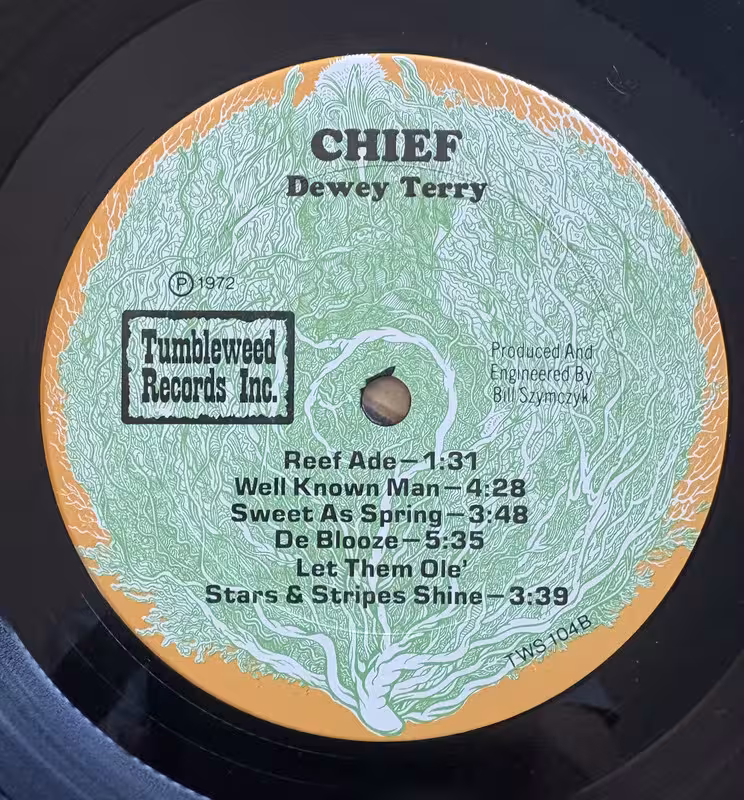 CHIEF
Dewey Terry
Ⓟ 1972
Tumbleweed
Records Inc.
Produced And
Engineered By
Bill Szymczyk
Reef Ade—1:31
Well Known Man—4:28
Sweet As Spring—3:48
De Blooze—5:35
Let Them Ole'
Stars & Stripes Shine—3:39
TWS 104B